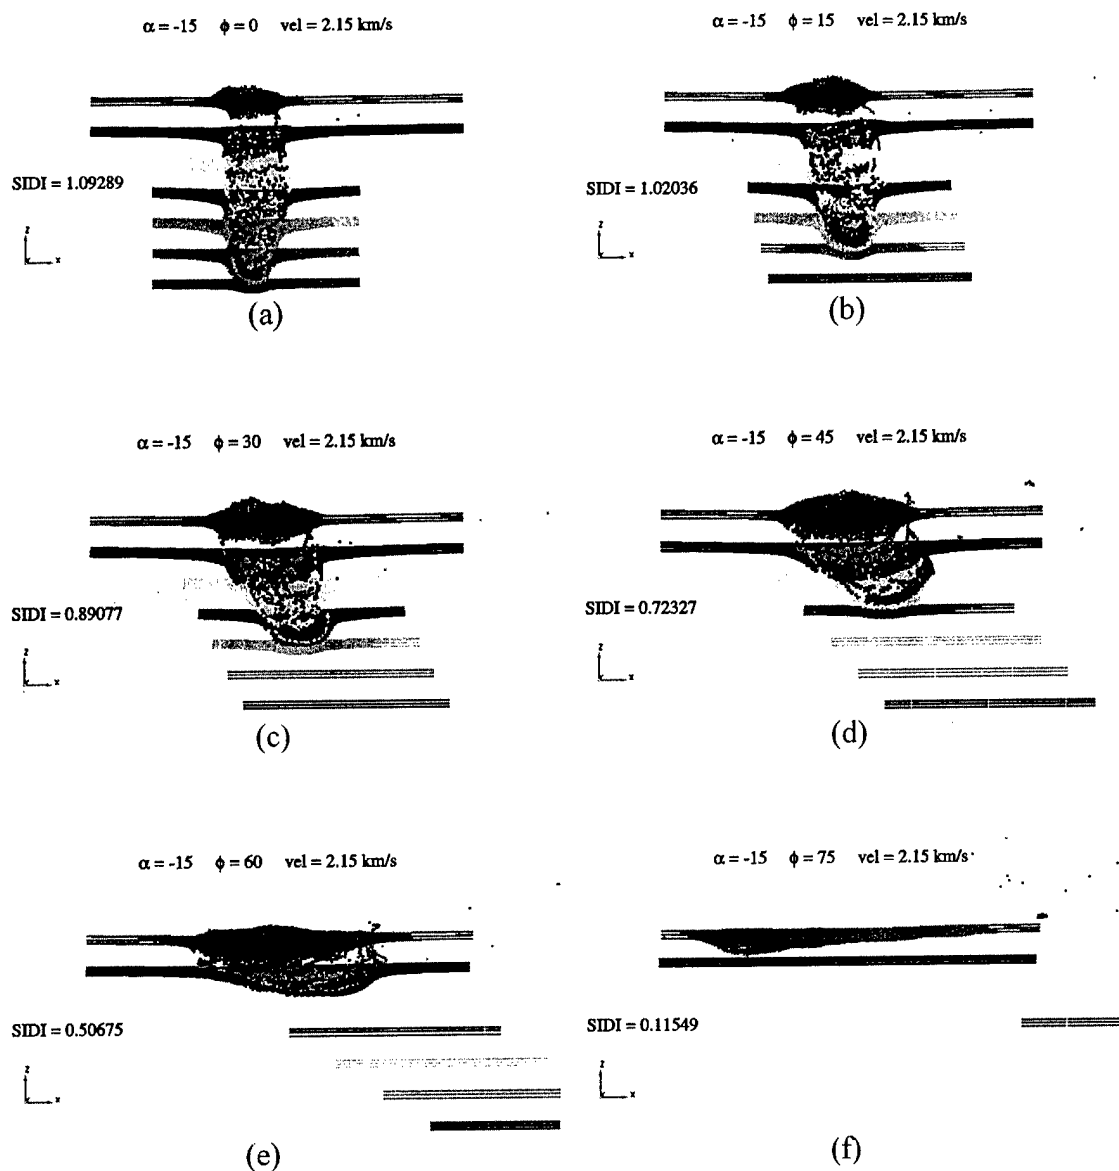 α = -15 ϕ = 0 vel = 2.15 km/s
SIDI = 1.09289
z
x
(a)
α = -15 ϕ = 15 vel = 2.15 km/s
SIDI = 1.02036
z
x
(b)
α = -15 ϕ = 30 vel = 2.15 km/s
SIDI = 0.89077
z
x
(c)
α = -15 ϕ = 45 vel = 2.15 km/s
SIDI = 0.72327
z
x
(d)
α = -15 ϕ = 60 vel = 2.15 km/s
SIDI = 0.50675
z
x
(e)
α = -15 ϕ = 75 vel = 2.15 km/s
SIDI = 0.11549
z
x
(f)